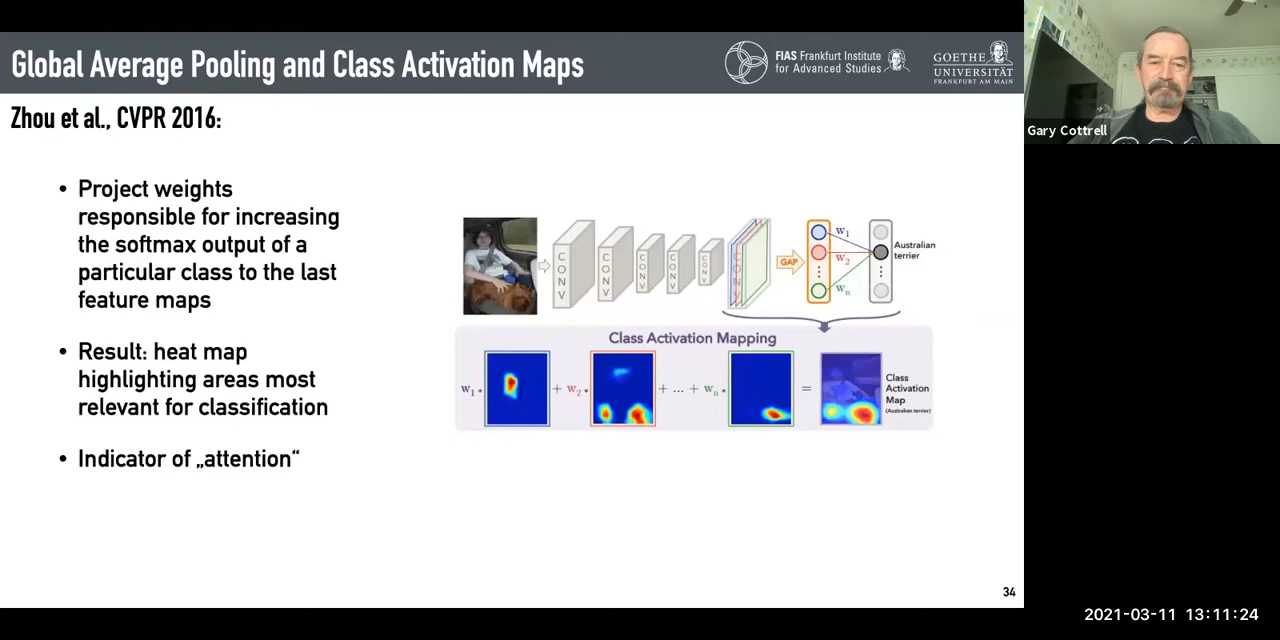 Global Average Pooling and Class Activation Maps
FIAS Frankfurt Institute
for Advanced Studies
GOETHE
UNIVERSITÄT
FRANKFURT AM MAIN
Gary Cottrell
Zhou et al., CVPR 2016:
• Project weights
responsible for increasing
the softmax output of a
particular class to the last
feature maps
• Result: heat map
highlighting areas most
relevant for classification
• Indicator of „attention“
CONV
CONV
CONV
CONV
CONV
CONV
GAP
w1
w2
wn
Australian
terrier
Class Activation Mapping
w1 * + w2 * + ... + wn * =
Class
Activation
Map
(Australian terrier)
34
2021-03-11 13:11:24